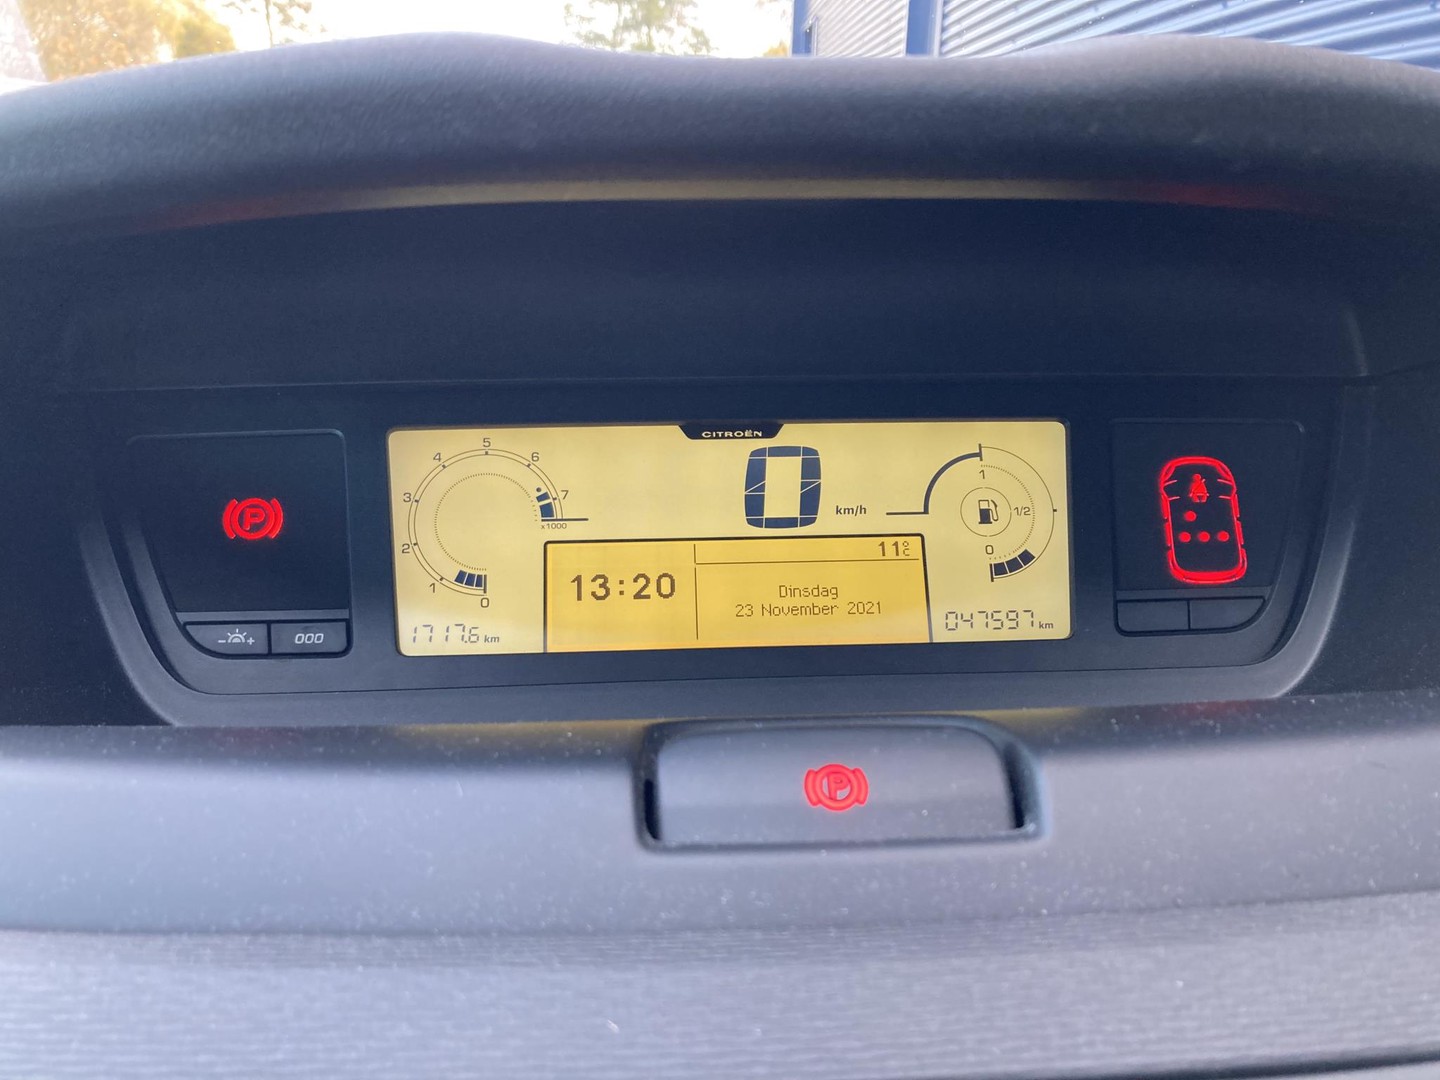 CITROËN
5
4
6
3
7
x1000
2
1
0
1717.6 km
0 km/h
1
1/2
0
11°C
13:20
Dinsdag
23 November 2021
047597 km
P
- +
000
P